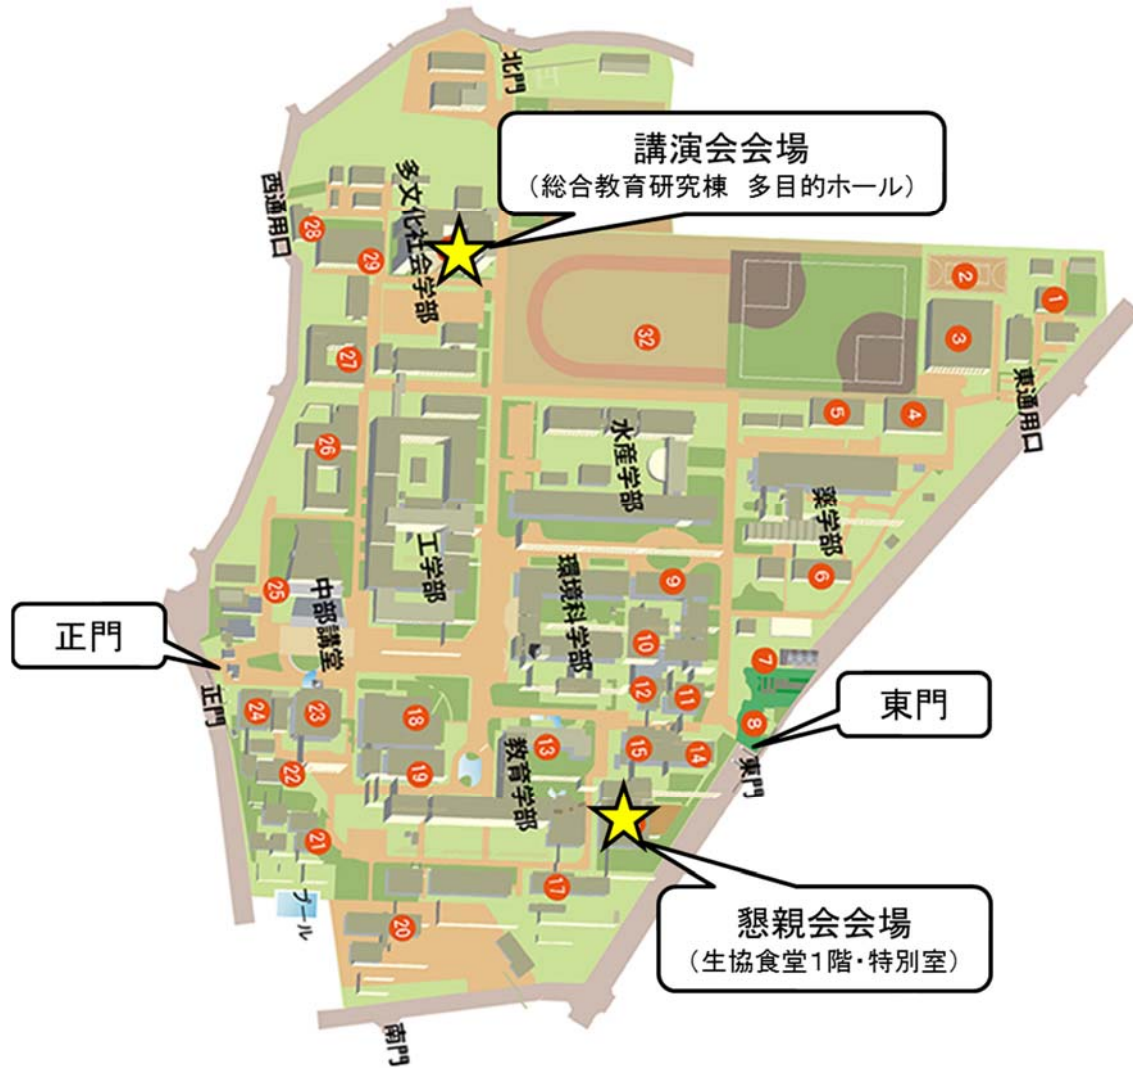 北門
講演会会場
(総合教育研究棟 多目的ホール)
西通用口
多文化社会学部
28
29
2
1
32
3
27
東通用口
5
4
26
水産学部
薬学部
工学部
25
中部講堂
環境科学部
9
6
10
正門
正門
7
12
11
東門
24
23
18
8
13
15
14
東門
22
19
教育学部
21
17
プール
20
懇親会会場
(生協食堂1階・特別室)
南門